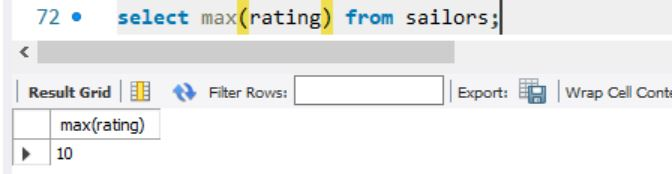 72 select max(rating) from sailors;
Result Grid Filter Rows: Export: Wrap Cell Conte
max(rating)
10